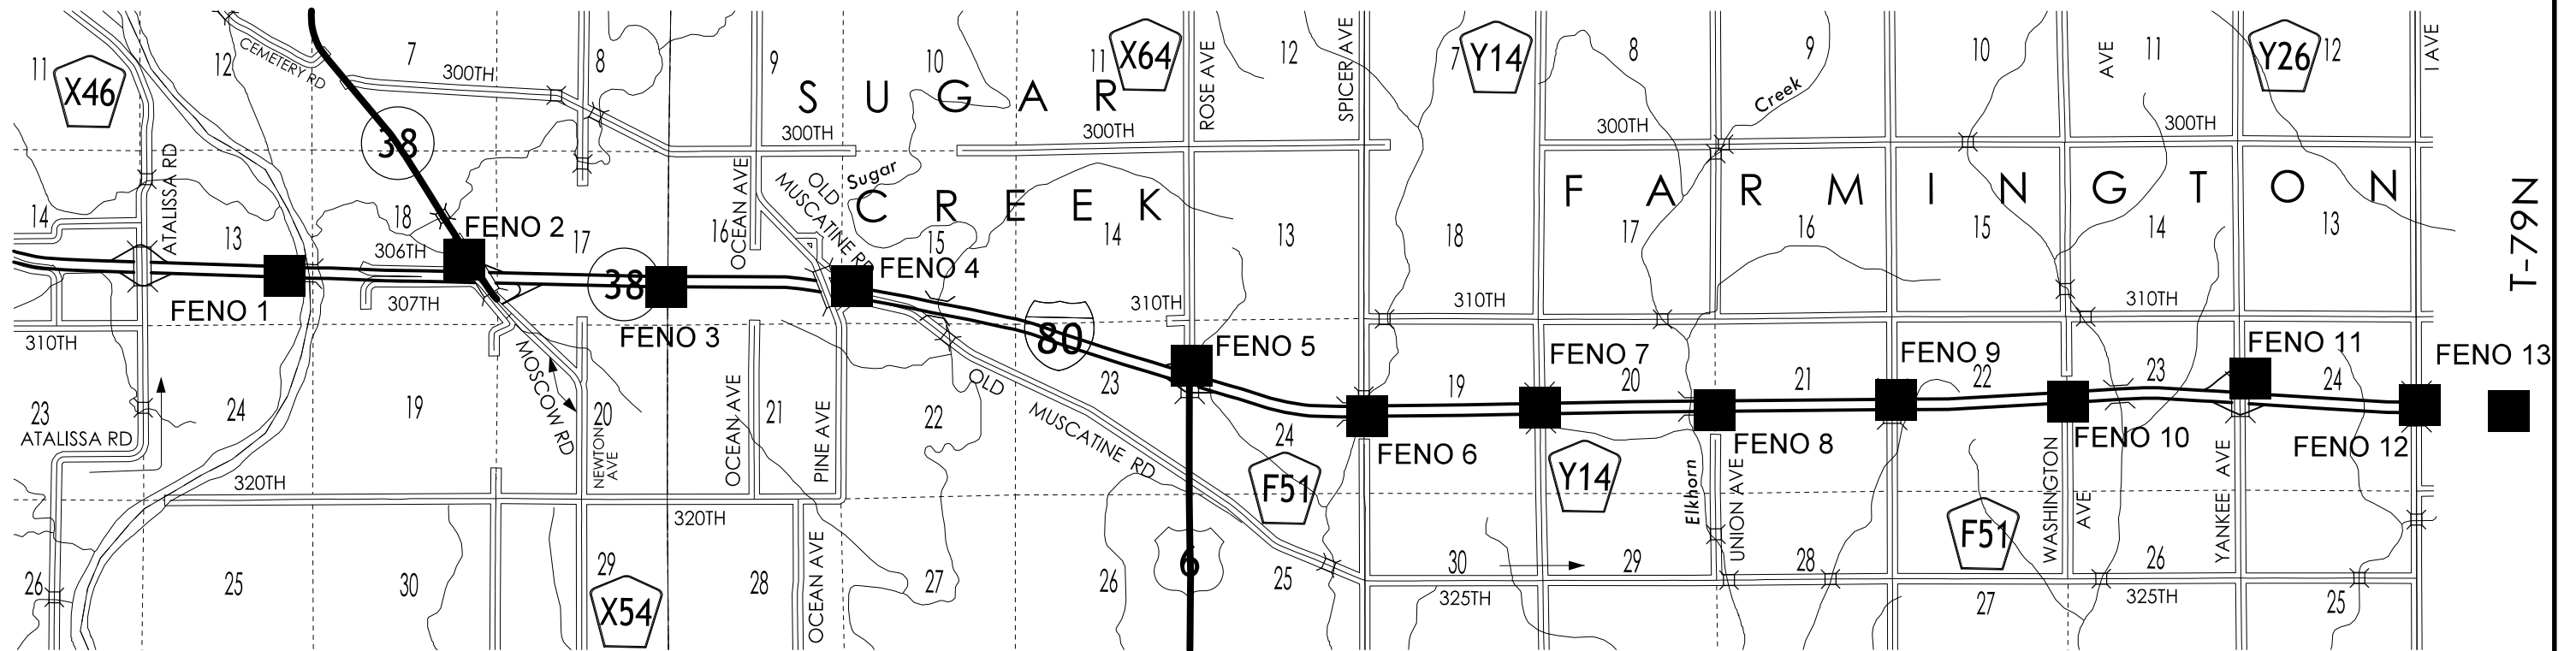 11
X46
12
CEMETERY RD
7
300TH
8
9
10
11
X64
ROSE AVE
12
SPICER AVE
7
Y14
8
9
Creek
10
AVE
11
Y26
12
I AVE
S U G A R
38
300TH
300TH
300TH
300TH
ATALISSA RD
14
13
18
FENO 2
17
16
OCEAN AVE
OLD
MUSCATINE RD
Sugar
C R E E K
15
14
13
18
F A R M I N G T O N
17
16
15
14
13
T-79N
306TH
307TH
FENO 1
38
FENO 3
FENO 4
80
310TH
FENO 5
310TH
310TH
310TH
MOSCOW RD
OLD
MUSCATINE RD
23
FENO 6
19
FENO 7
20
FENO 8
21
FENO 9
22
FENO 10
23
FENO 11
24
FENO 12
FENO 13
23
ATALISSA RD
24
19
20
NEWTON
AVE
OCEAN AVE
21
PINE AVE
22
24
F51
Y14
Elkhorn
UNION AVE
F51
WASHINGTON
AVE
YANKEE AVE
320TH
320TH
26
25
30
29
X54
28
OCEAN AVE
27
26
6
25
30
325TH
29
28
27
26
325TH
25